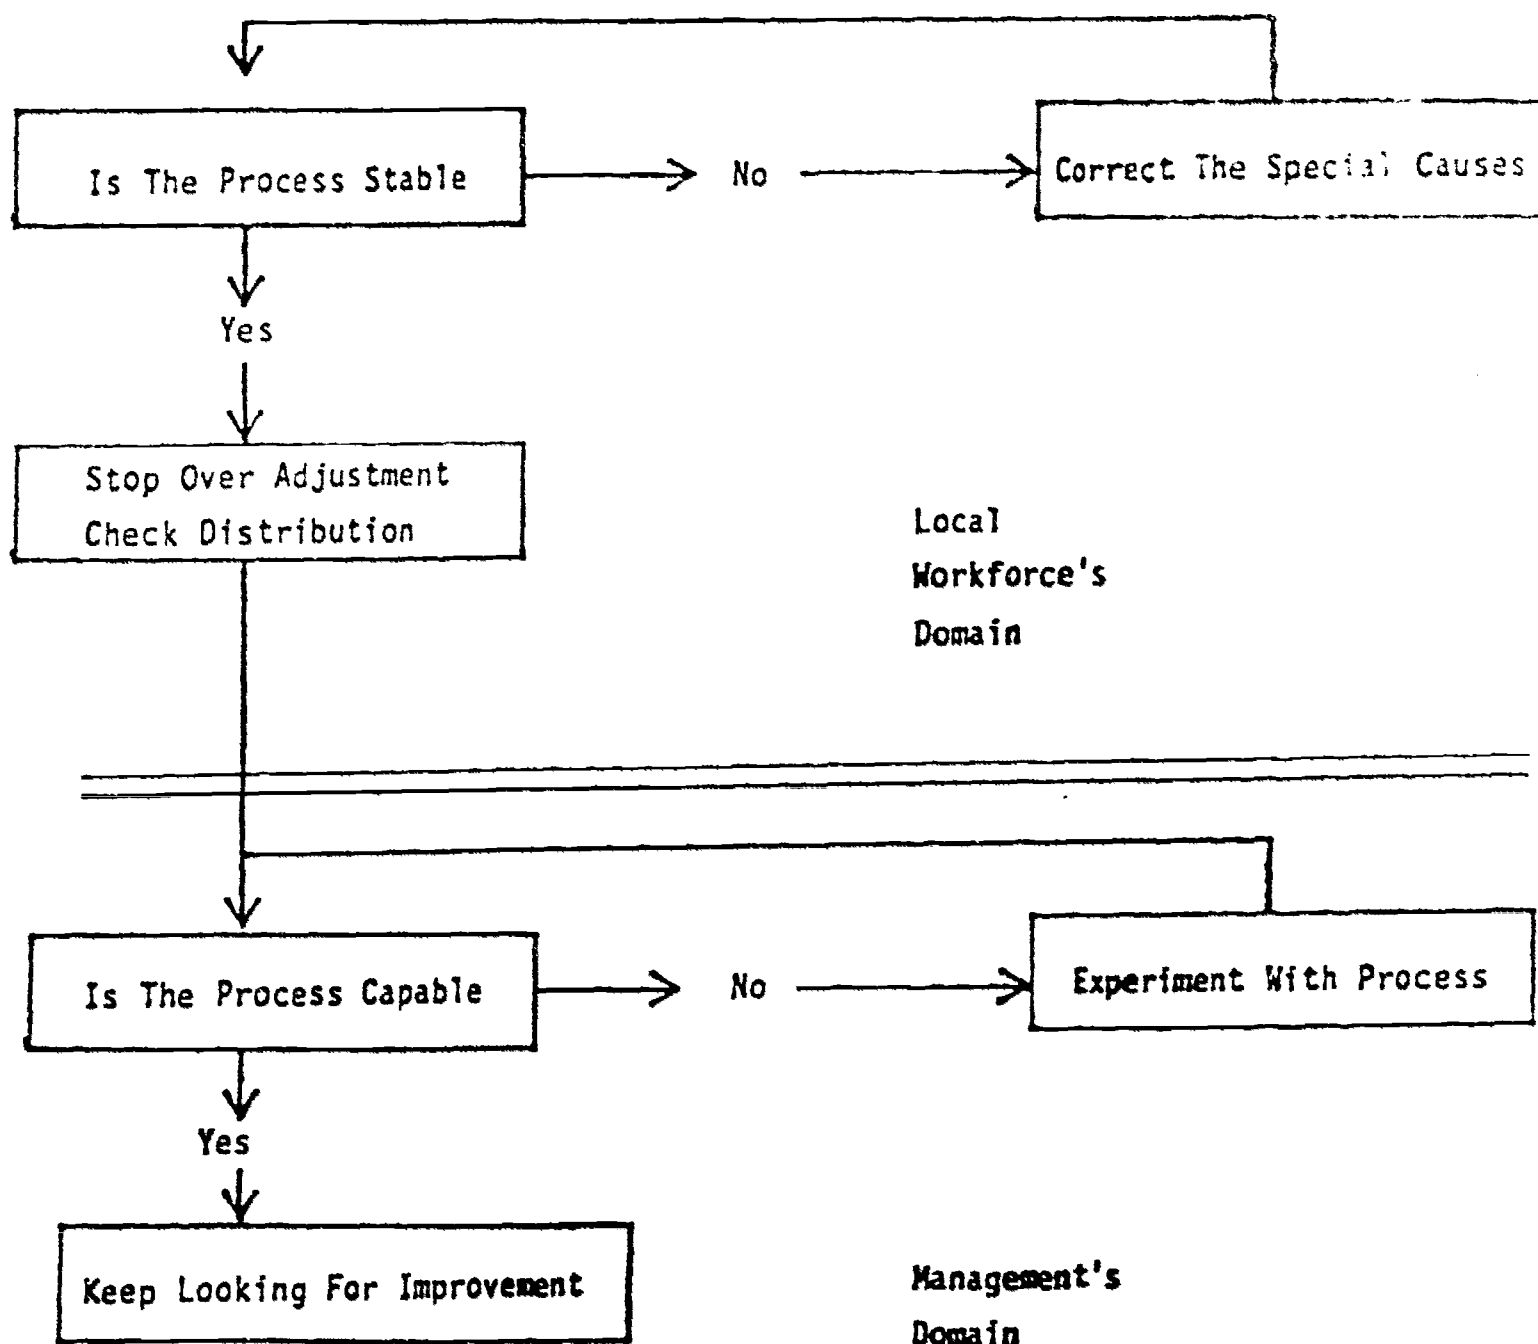 Is The Process Stable
No
Correct The Special Causes
Yes
Stop Over Adjustment
Check Distribution
Local
Workforce's
Domain
Is The Process Capable
No
Experiment With Process
Yes
Keep Looking For Improvement
Management's
Domain